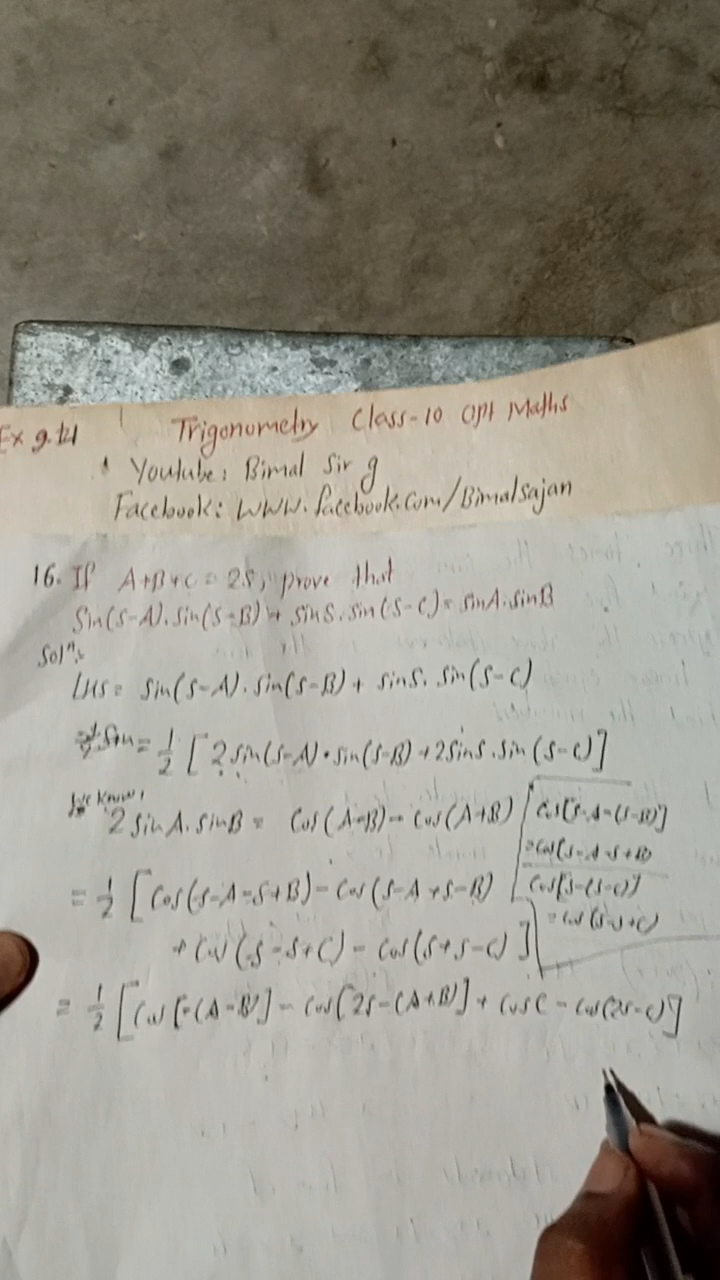 Ex 9.14
Trigonometry Class-10 opt Maths
Youtube: Bimal Sir g
Facebook: WWW.facebook.com/Bimalsajan
16. If A+B+C = 2S, prove that
Sin(S-A).sin(S-B)+ sinS.sin(S-C)= sinA.sinB
Solⁿ:
LHS = sin(S-A). sin(S-B) + sinS. sin(S-C)
= 1/2 [2 sin(S-A). sin(S-B) +2SinS.Sin(S-C)]
We know,
2 sinA.sinB = Cos(A-B)- cos(A+B)
cos[S-A-(S-B)]
=cos(S-A-S+B)
= 1/2 [Cos(S-A-S+B)- Cos(S-A+S-B)
cos[S-(S-C)]
= cos(S-S+C)
+ Cos(S-S+C) - cos(S+S-C)]
= 1/2 [Cos[-(A-B)] - Cos[2S-(A+B)] + CosC - cos(2S-C)]